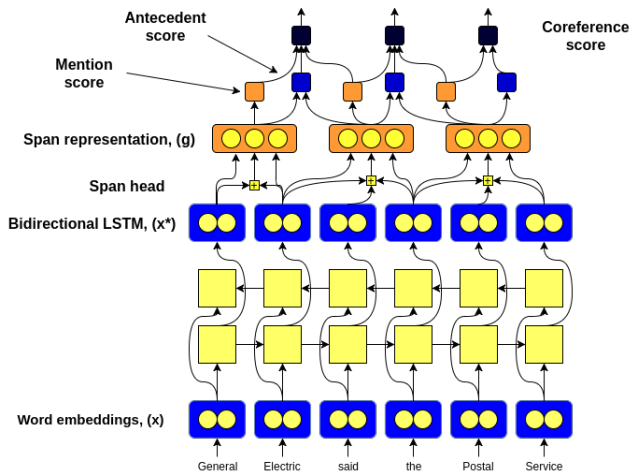 Antecedent
score
Coreference
score
Mention
score
Span representation, (g)
Span head
Bidirectional LSTM, (x*)
Word embeddings, (x)
General Electric said the Postal Service